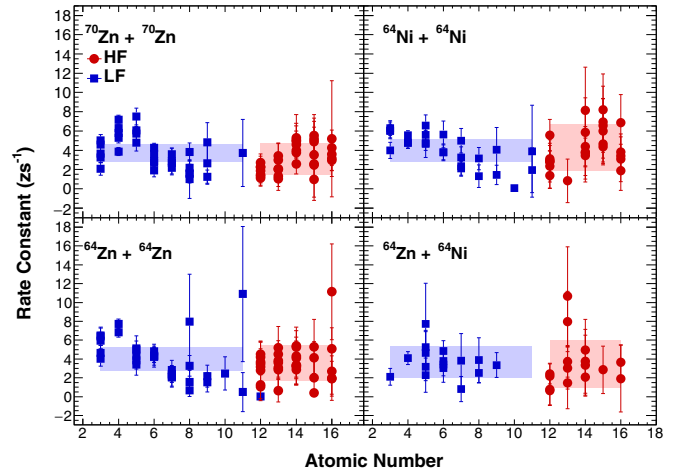 18
16
14
12
10
8
6
4
2
0
−2
⁷⁰Zn + ⁷⁰Zn
HF
LF
⁶⁴Ni + ⁶⁴Ni
18
16
14
12
10
8
6
4
2
0
−2
⁶⁴Zn + ⁶⁴Zn
⁶⁴Zn + ⁶⁴Ni
2 4 6 8 10 12 14 16
2 4 6 8 10 12 14 16 18
Rate Constant (zs⁻¹)
Atomic Number